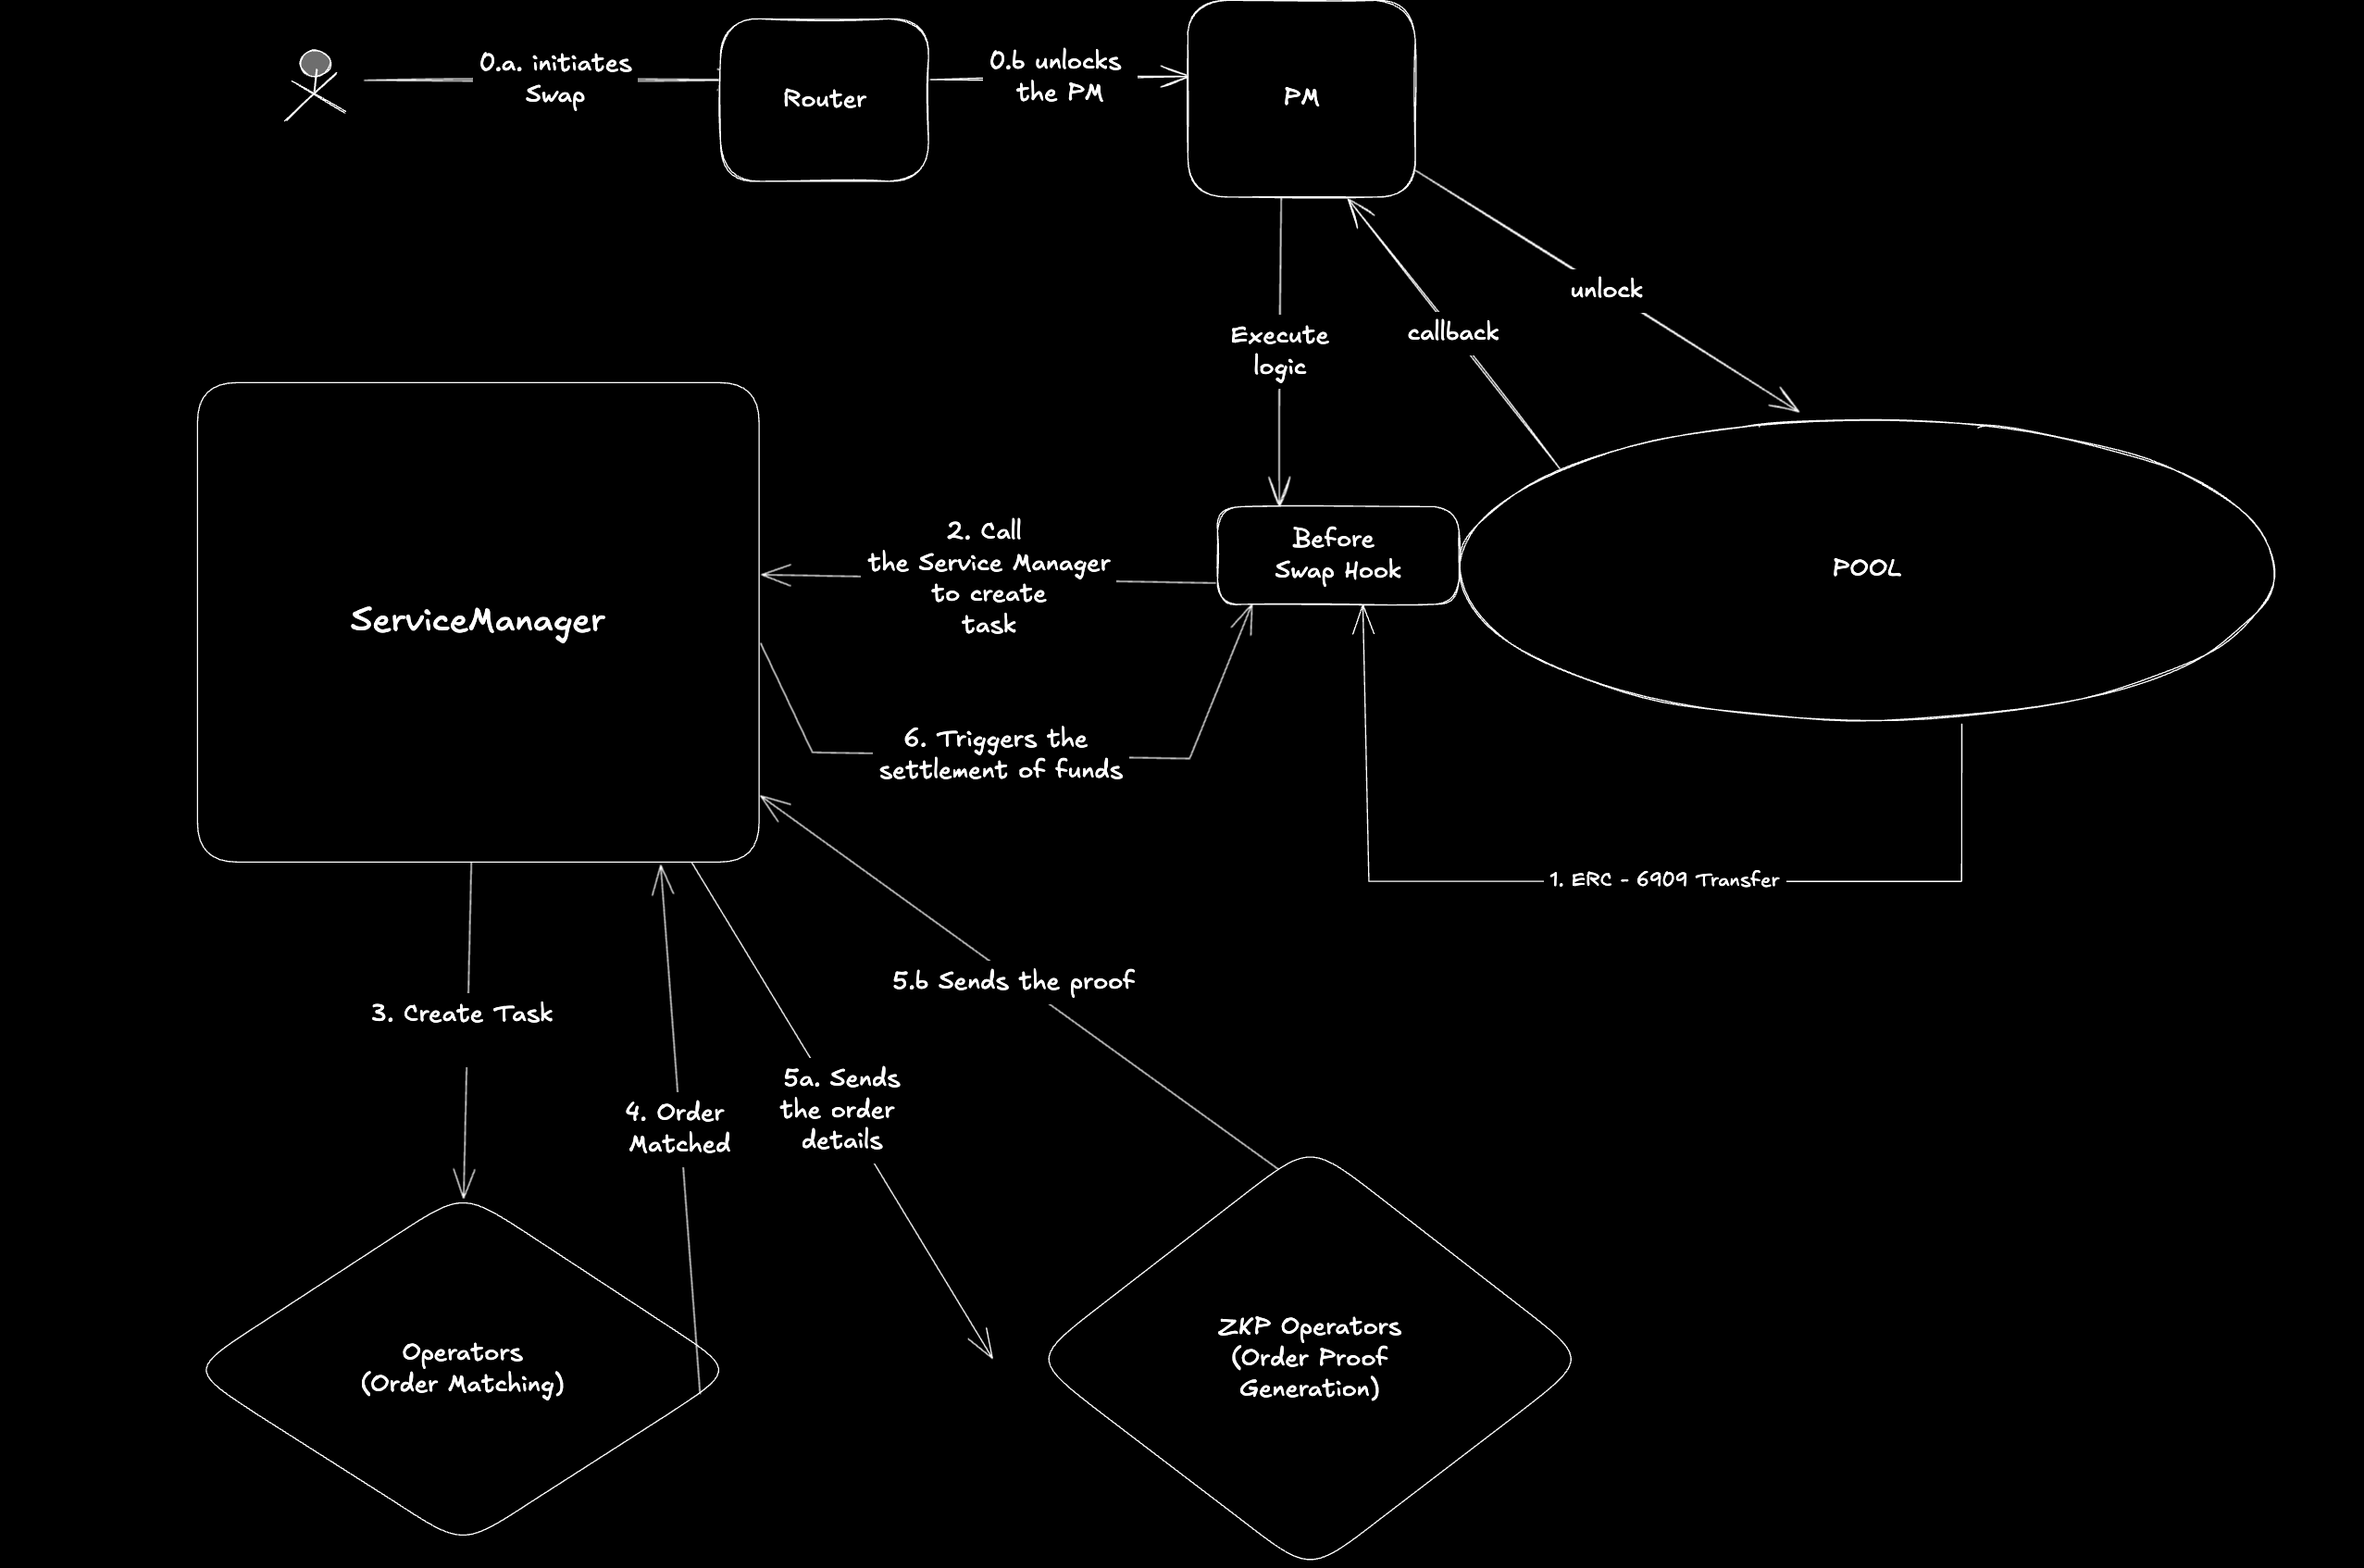 0.a. initiates
Swap
Router
0.b unlocks
the PM
PM
unlock
callback
Execute
logic
Before
Swap Hook
POOL
2. Call
the Service Manager
to create
task
ServiceManager
6. Triggers the
settlement of funds
1. ERC - 6909 Transfer
5.b Sends the proof
3. Create Task
5a. Sends
the order
details
4. Order
Matched
Operators
(Order Matching)
ZKP Operators
(Order Proof
Generation)